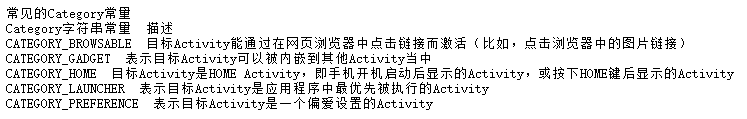 常见的Category常量
Category字符串常量  描述
CATEGORY_BROWSABLE  目标Activity能通过在网页浏览器中点击链接而激活（比如，点击浏览器中的图片链接）
CATEGORY_GADGET  表示目标Activity可以被内嵌到其他Activity当中
CATEGORY_HOME  目标Activity是HOME Activity，即手机开机启动后显示的Activity，或按下HOME键后显示的Activity
CATEGORY_LAUNCHER  表示目标Activity是应用程序中最优先被执行的Activity
CATEGORY_PREFERENCE  表示目标Activity是一个偏爱设置的Activity